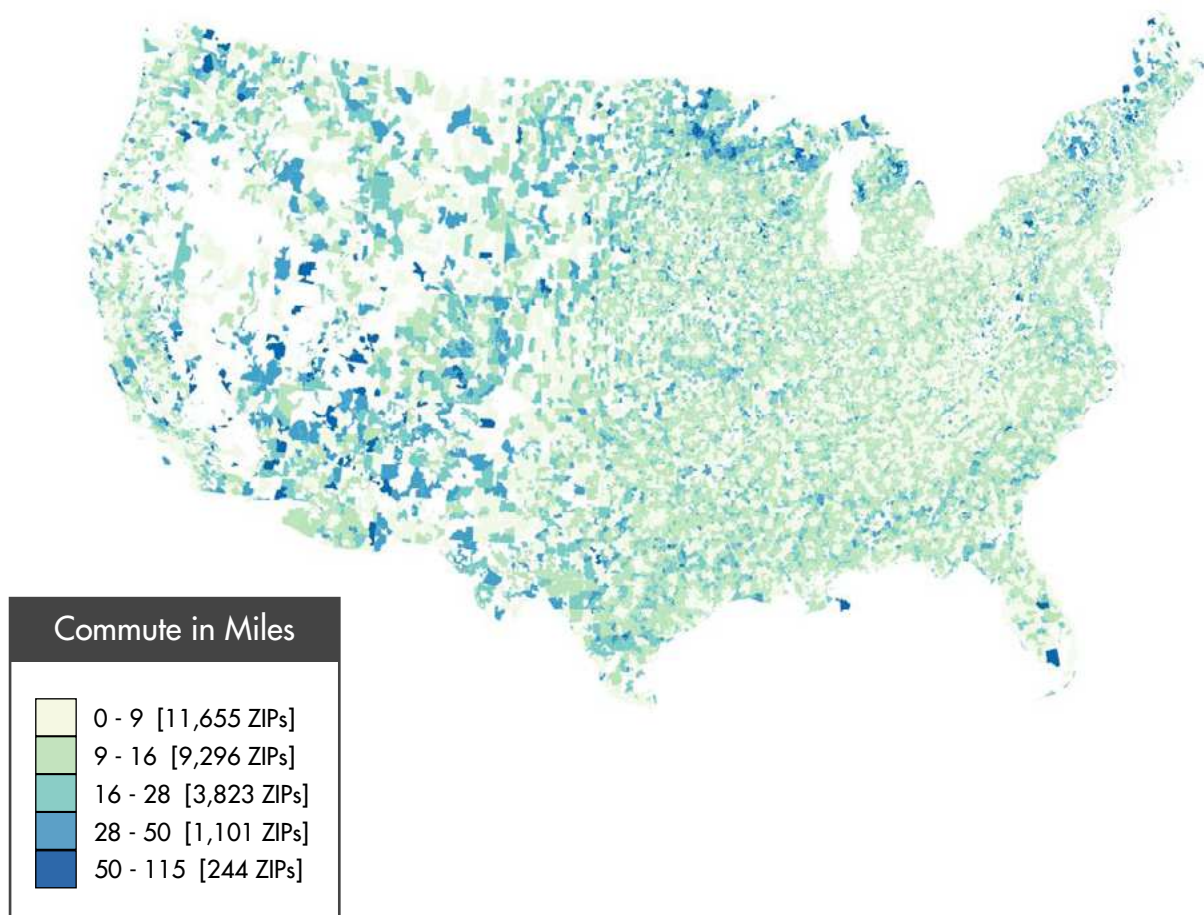 Commute in Miles
0 - 9 [11,655 ZIPs]
9 - 16 [9,296 ZIPs]
16 - 28 [3,823 ZIPs]
28 - 50 [1,101 ZIPs]
50 - 115 [244 ZIPs]